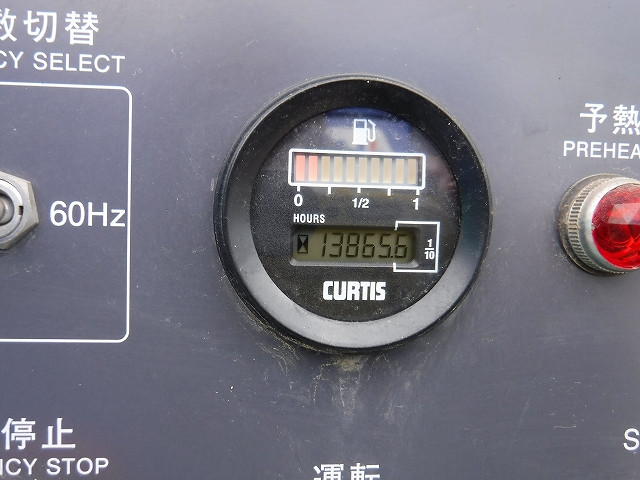 数切替
CY SELECT
60Hz
0 1/2 1
HOURS
13865.6
1/10
CURTIS
予熱
PREHEA
停止
NCY STOP
運転
S